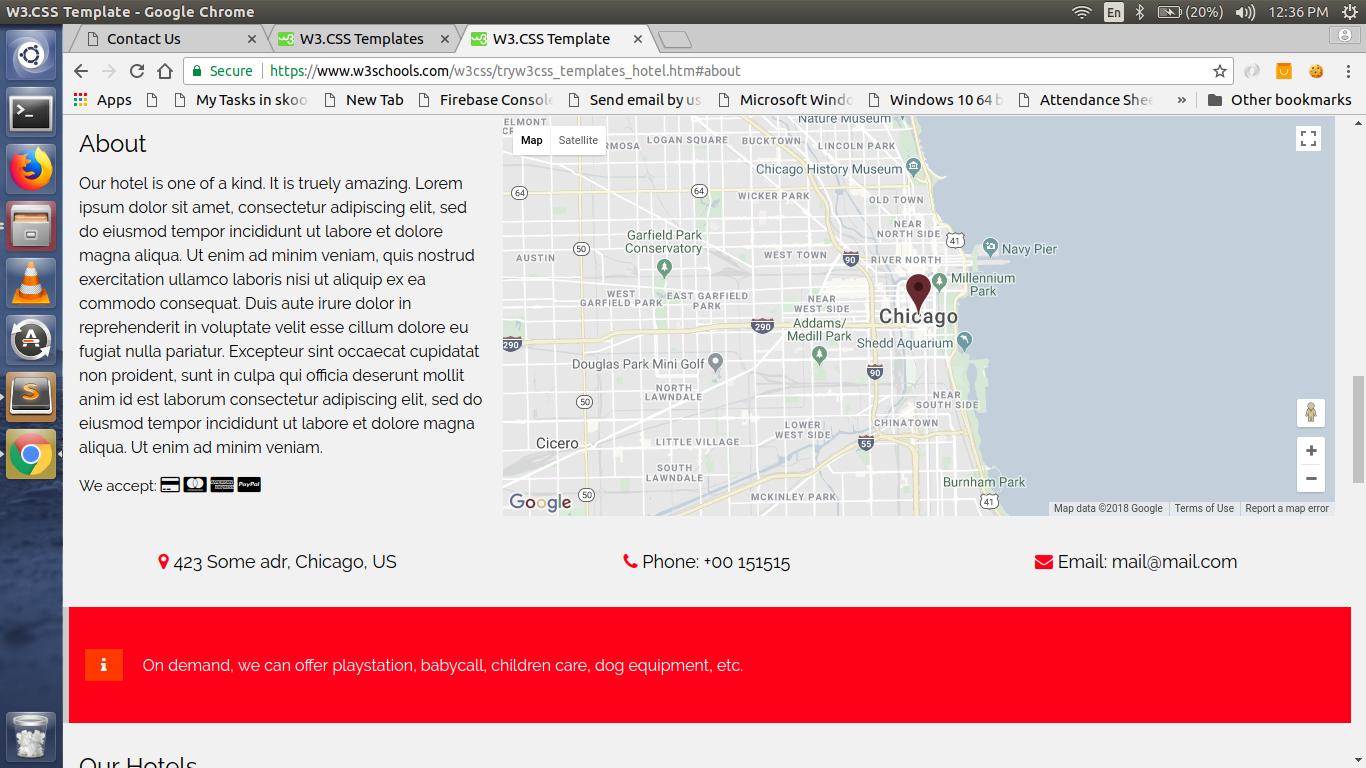 W3.CSS Template - Google Chrome
En
(20%)
12:36 PM
Contact Us
W3.CSS Templates
W3.CSS Template
Secure
https://www.w3schools.com/w3css/tryw3css_templates_hotel.htm#about
Apps
My Tasks in skoo
New Tab
Firebase Console
Send email by us
Microsoft Windo
Windows 10 64 b
Attendance Shee
»
Other bookmarks
About
Our hotel is one of a kind. It is truely amazing. Lorem
ipsum dolor sit amet, consectetur adipiscing elit, sed
do eiusmod tempor incididunt ut labore et dolore
magna aliqua. Ut enim ad minim veniam, quis nostrud
exercitation ullamco laboris nisi ut aliquip ex ea
commodo consequat. Duis aute irure dolor in
reprehenderit in voluptate velit esse cillum dolore eu
fugiat nulla pariatur. Excepteur sint occaecat cupidatat
non proident, sunt in culpa qui officia deserunt mollit
anim id est laborum consectetur adipiscing elit, sed do
eiusmod tempor incididunt ut labore et dolore magna
aliqua. Ut enim ad minim veniam.
We accept:
PayPal
ELMONT
CRAGIN
Map
Satellite
MOSA
LOGAN SQUARE
BUCKTOWN
Nature Museum
LINCOLN PARK
Chicago History Museum
64
64
WICKER PARK
OLD TOWN
NEAR
NORTH SIDE
41
Garfield Park
Conservatory
50
Navy Pier
AUSTIN
WEST TOWN
90
RIVER NORTH
Millennium
Park
WEST
GARFIELD PARK
EAST GARFIELD
PARK
NEAR
WEST SIDE
Chicago
290
290
Addams/
Medill Park
Shedd Aquarium
Douglas Park Mini Golf
90
NORTH
LAWNDALE
50
NEAR
SOUTH SIDE
Cicero
LITTLE VILLAGE
LOWER
WEST SIDE
CHINATOWN
55
SOUTH
LAWNDALE
Burnham Park
MCKINLEY PARK
50
41
Google
Map data ©2018 Google
Terms of Use
Report a map error
423 Some adr, Chicago, US
Phone: +00 151515
Email: mail@mail.com
On demand, we can offer playstation, babycall, children care, dog equipment, etc.
Our Hotels